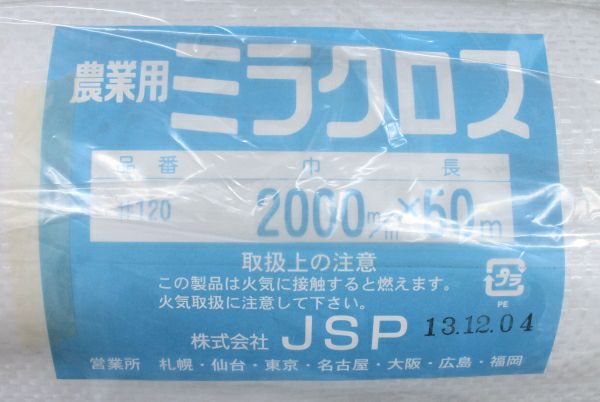 農業用 ミラクロス
品番 巾 長
#120 2000mm×50m
取扱上の注意
この製品は火気に接触すると燃えます。
火気取扱に注意して下さい。
プラ
PE
株式会社 JSP 13.12.04
営業所 札幌・仙台・東京・名古屋・大阪・広島・福岡